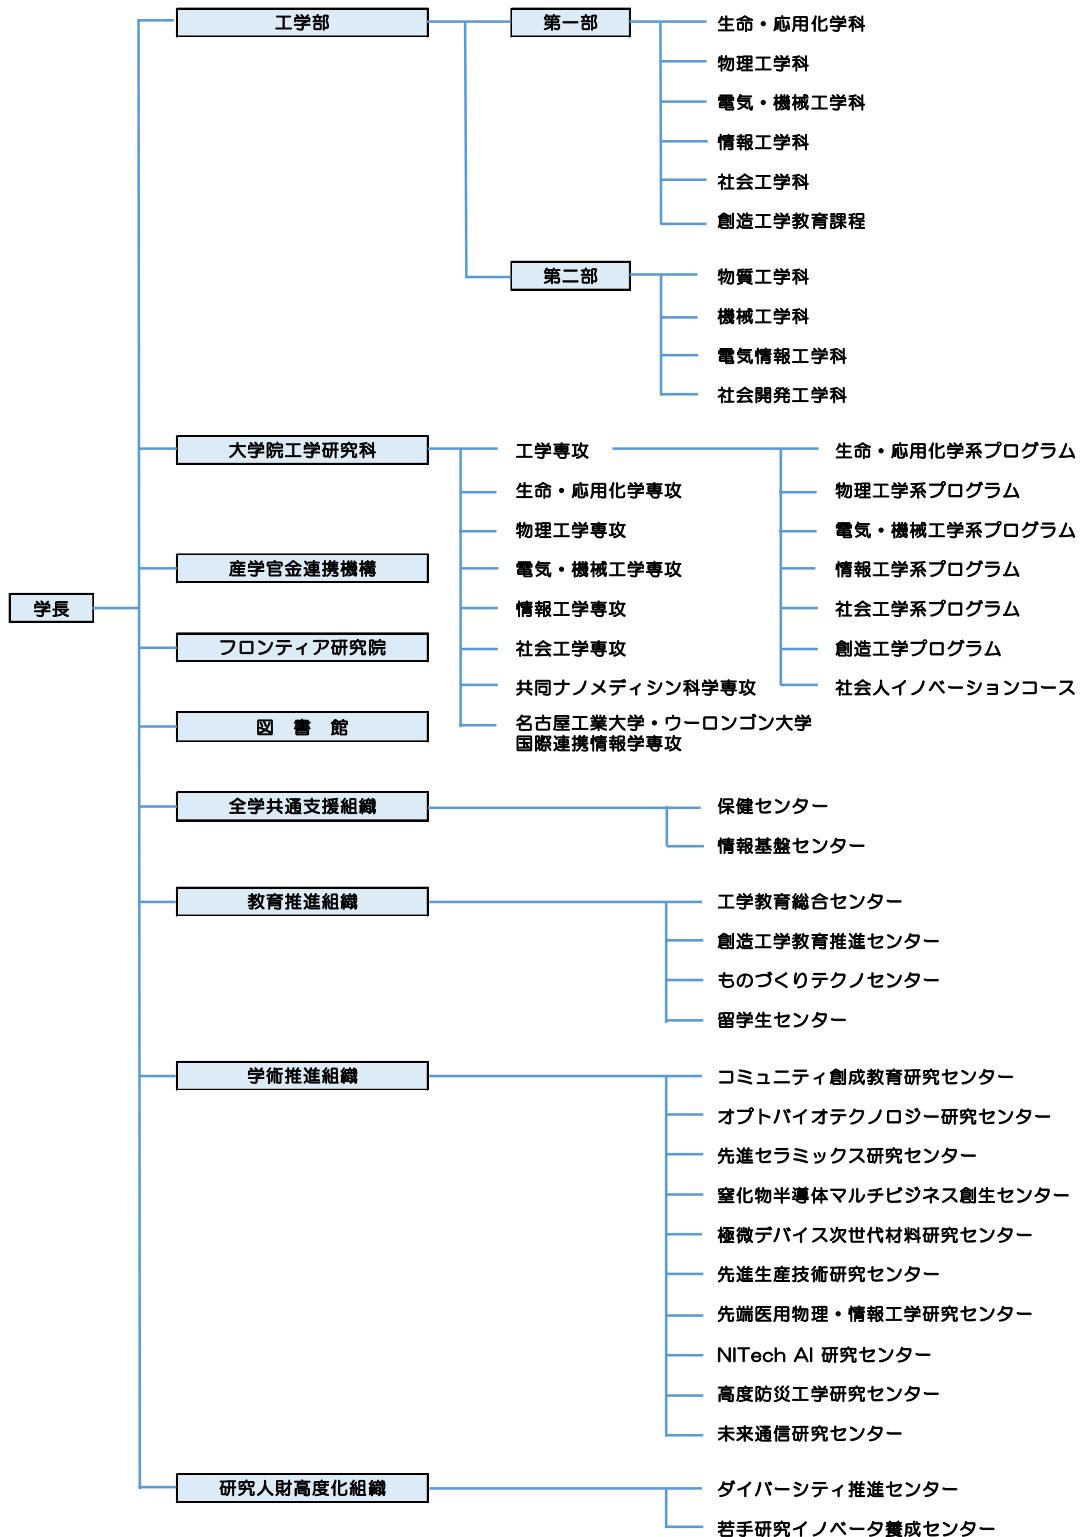 工学部
第一部
生命・応用化学科
物理工学科
電気・機械工学科
情報工学科
社会工学科
創造工学教育課程
第二部
物質工学科
機械工学科
電気情報工学科
社会開発工学科
大学院工学研究科
工学専攻
生命・応用化学系プログラム
生命・応用化学専攻
物理工学系プログラム
物理工学専攻
電気・機械工学系プログラム
産学官金連携機構
電気・機械工学専攻
情報工学系プログラム
学長
情報工学専攻
社会工学系プログラム
フロンティア研究院
社会工学専攻
創造工学プログラム
共同ナノメディシン科学専攻
社会人イノベーションコース
図 書 館
名古屋工業大学・ウーロンゴン大学
国際連携情報学専攻
全学共通支援組織
保健センター
情報基盤センター
教育推進組織
工学教育総合センター
創造工学教育推進センター
ものづくりテクノセンター
留学生センター
学術推進組織
コミュニティ創成教育研究センター
オプトバイオテクノロジー研究センター
先進セラミックス研究センター
窒化物半導体マルチビジネス創生センター
極微デバイス次世代材料研究センター
先進生産技術研究センター
先端医用物理・情報工学研究センター
NITech AI 研究センター
高度防災工学研究センター
未来通信研究センター
研究人財高度化組織
ダイバーシティ推進センター
若手研究イノベータ養成センター